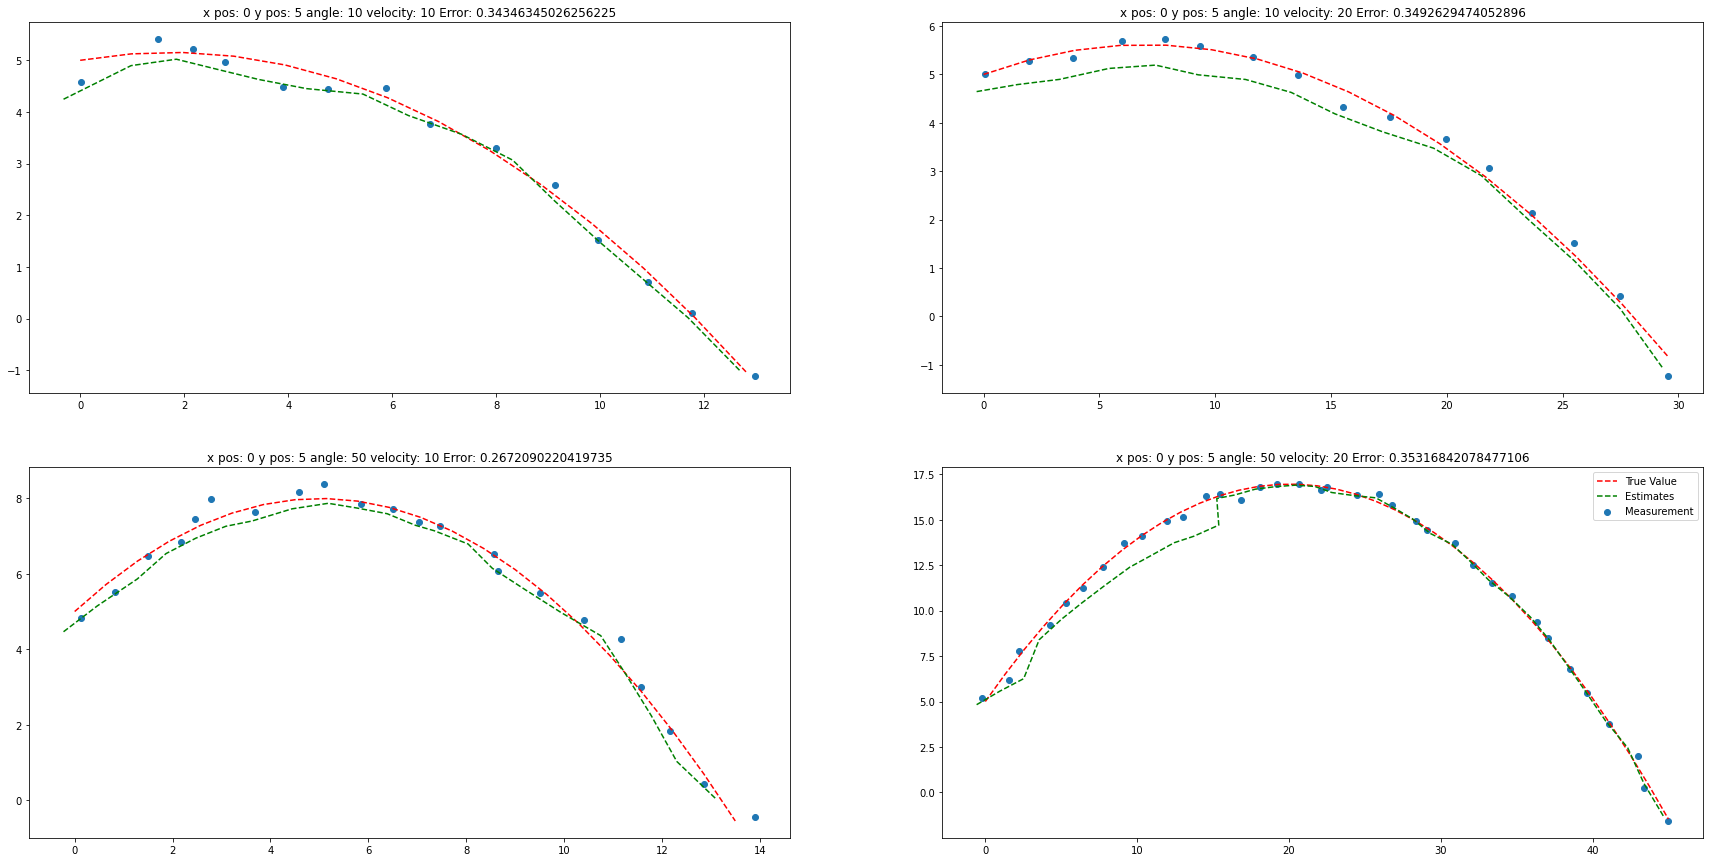 x pos: 0 y pos: 5 angle: 10 velocity: 10 Error: 0.34346345026256225
5
4
3
2
1
0
−1
0 2 4 6 8 10 12
x pos: 0 y pos: 5 angle: 10 velocity: 20 Error: 0.3492629474052896
6
5
4
3
2
1
0
−1
0 5 10 15 20 25 30
x pos: 0 y pos: 5 angle: 50 velocity: 10 Error: 0.2672090220419735
8
6
4
2
0
0 2 4 6 8 10 12 14
x pos: 0 y pos: 5 angle: 50 velocity: 20 Error: 0.35316842078477106
17.5
15.0
12.5
10.0
7.5
5.0
2.5
0.0
0 10 20 30 40
True Value
Estimates
Measurement